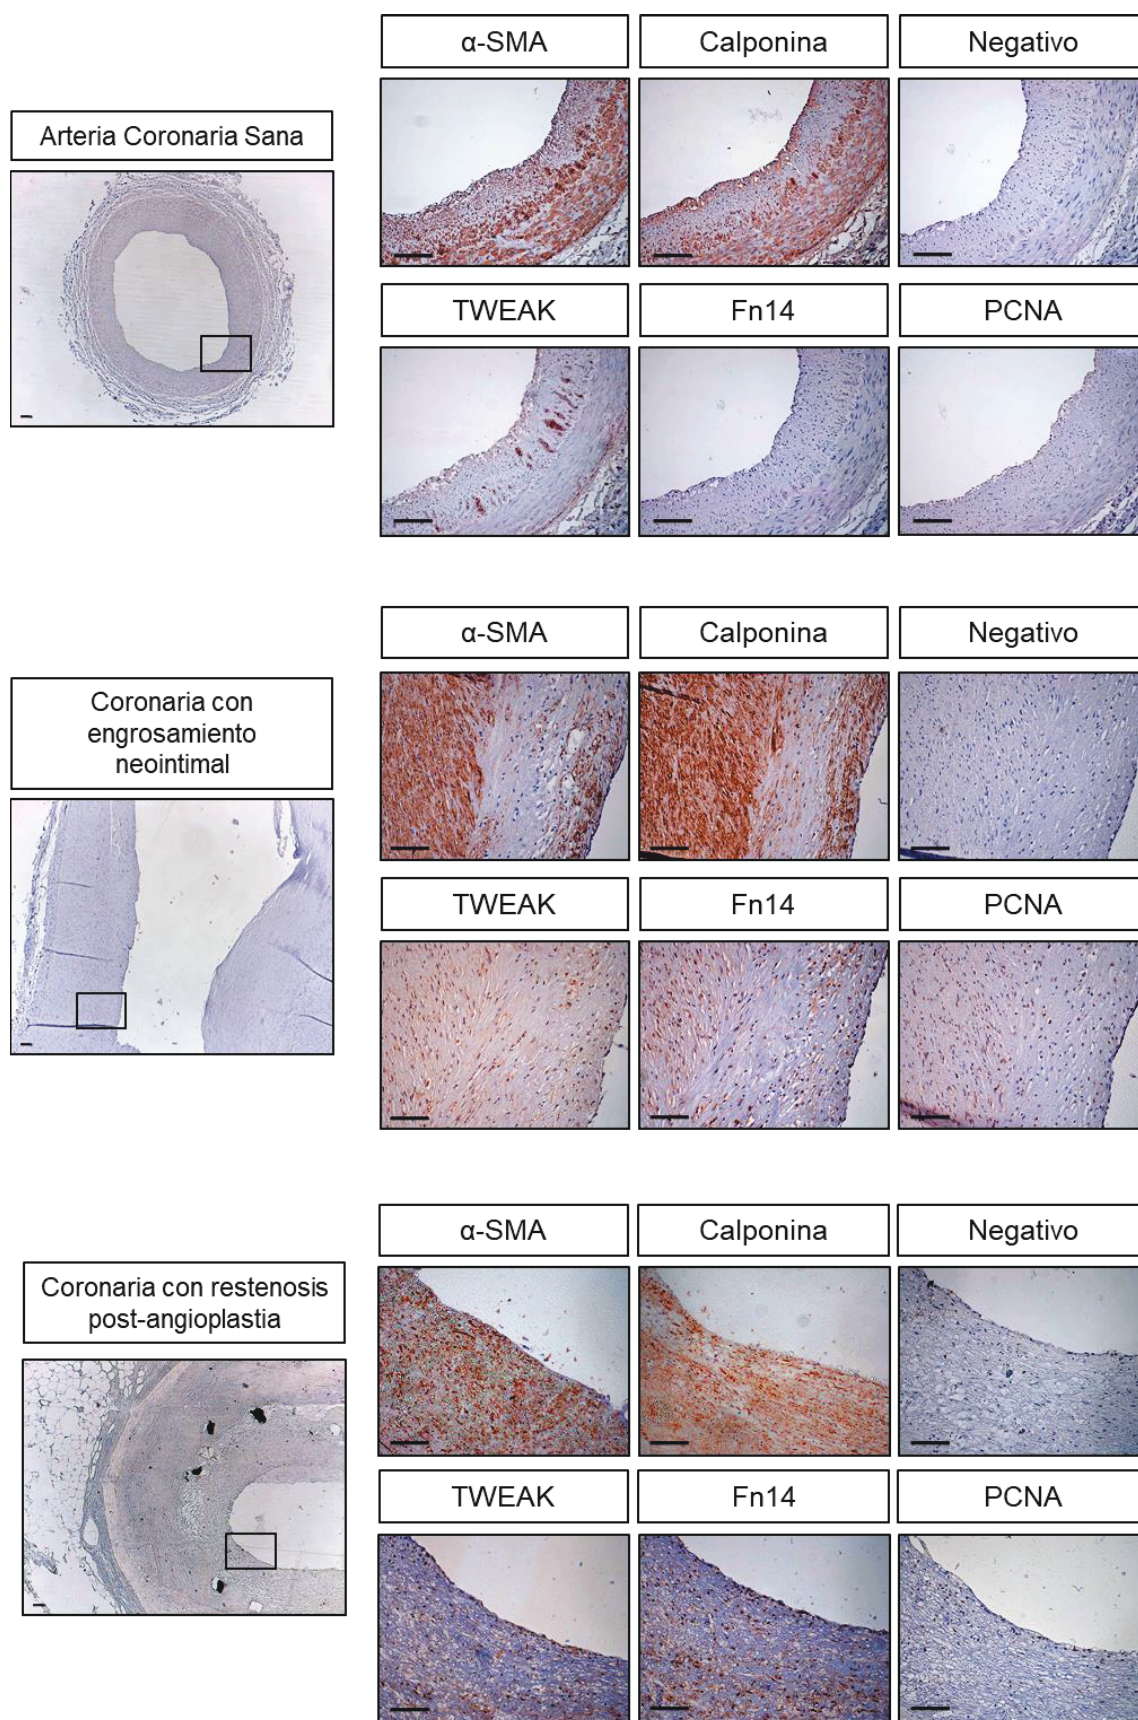 α-SMA
Calponina
Negativo
Arteria Coronaria Sana
TWEAK
Fn14
PCNA
α-SMA
Calponina
Negativo
Coronaria con
engrosamiento
neointimal
TWEAK
Fn14
PCNA
α-SMA
Calponina
Negativo
Coronaria con restenosis
post-angioplastia
TWEAK
Fn14
PCNA